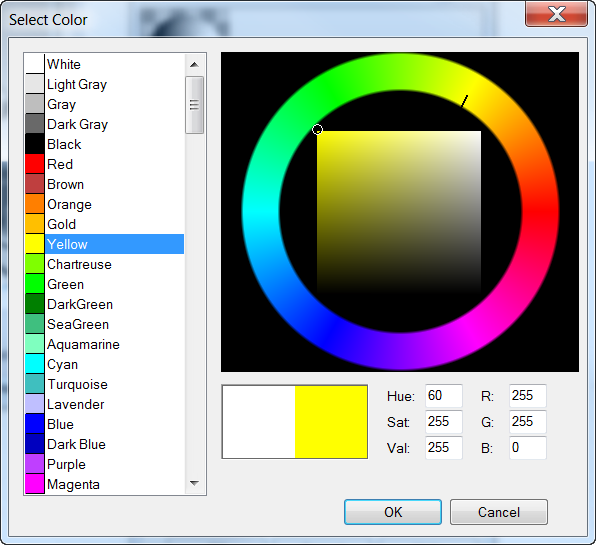 Select Color
White
Light Gray
Gray
Dark Gray
Black
Red
Brown
Orange
Gold
Yellow
Chartreuse
Green
DarkGreen
SeaGreen
Aquamarine
Cyan
Turquoise
Lavender
Blue
Dark Blue
Purple
Magenta
Hue: 60 R: 255
Sat: 255 G: 255
Val: 255 B: 0
OK Cancel